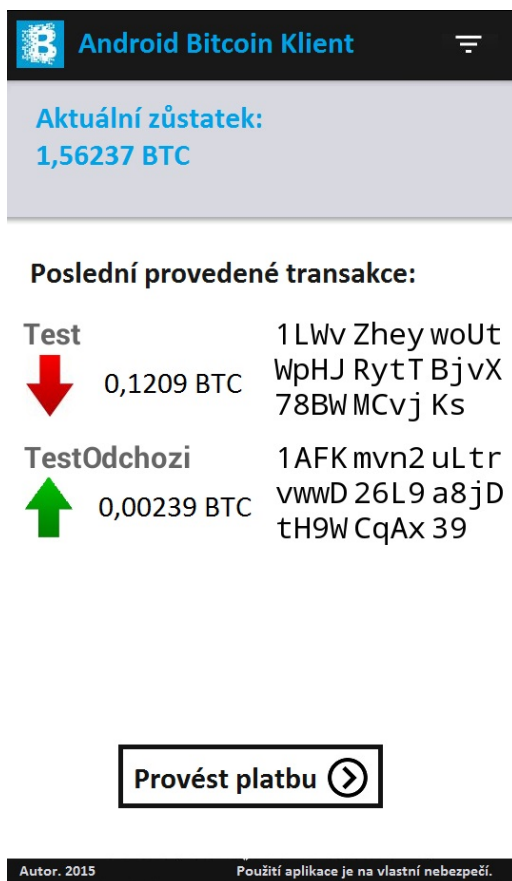 Android Bitcoin Klient
Aktuální zůstatek:
1,56237 BTC
Poslední provedené transakce:
Test
0,1209 BTC
1LWv Zhey woUt
WpHJ RytT BjvX
78BW MCvj Ks
TestOdchozi
0,00239 BTC
1AFK mvn2 uLtr
vwwD 26L9 a8jD
tH9W CqAx 39
Provést platbu
Autor. 2015
Použití aplikace je na vlastní nebezpečí.